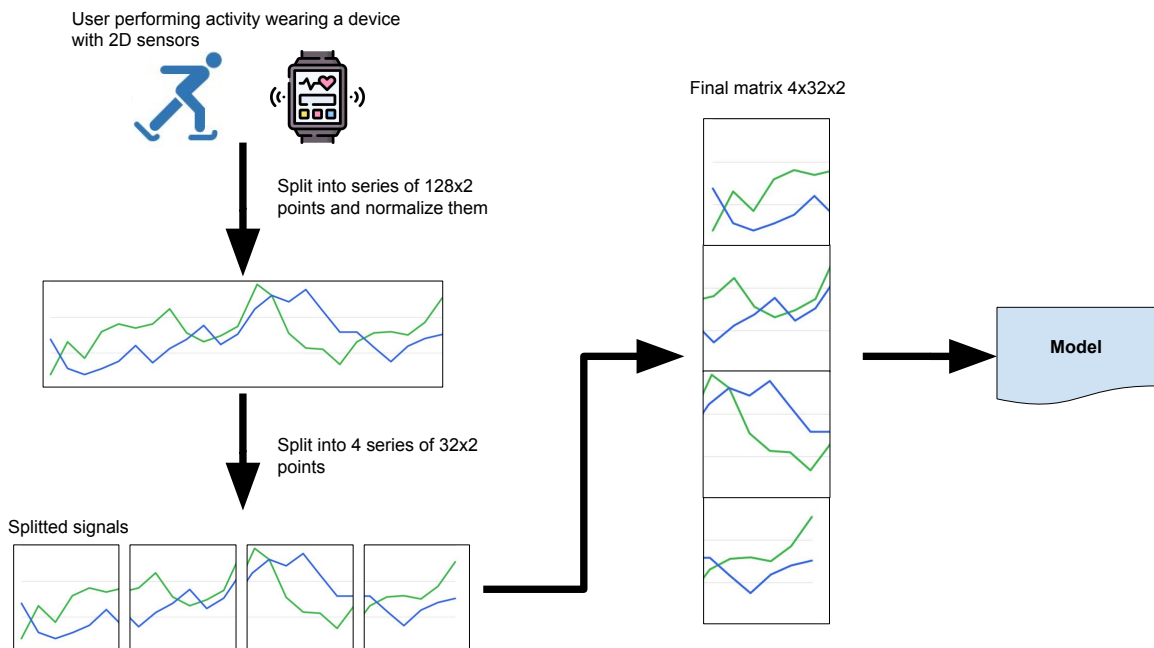 User performing activity wearing a device
with 2D sensors
Final matrix 4x32x2
Split into series of 128x2
points and normalize them
Model
Split into 4 series of 32x2
points
Splitted signals